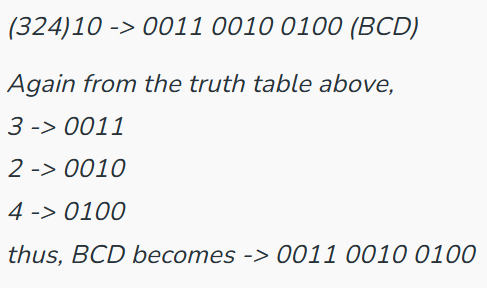 (324)10 -> 0011 0010 0100 (BCD)
Again from the truth table above,
3 -> 0011
2 -> 0010
4 -> 0100
thus, BCD becomes -> 0011 0010 0100